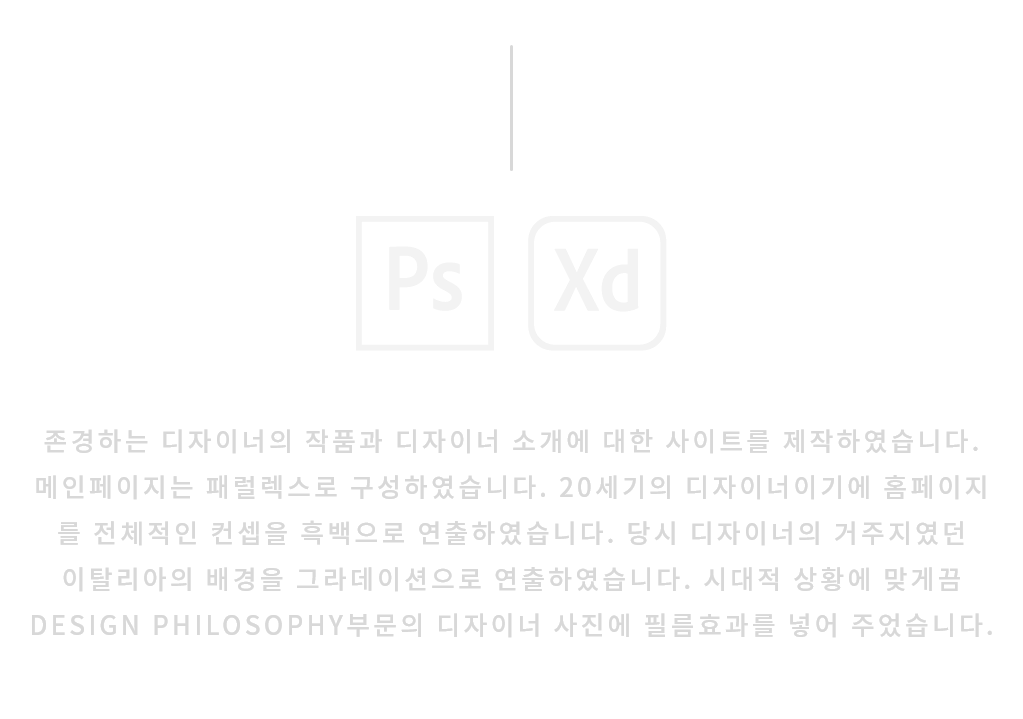 Ps Xd
존경하는 디자이너의 작품과 디자이너 소개에 대한 사이트를 제작하였습니다.
메인페이지는 패럴렉스로 구성하였습니다. 20세기의 디자이너이기에 홈페이지
를 전체적인 컨셉을 흑백으로 연출하였습니다. 당시 디자이너의 거주지였던
이탈리아의 배경을 그라데이션으로 연출하였습니다. 시대적 상황에 맞게끔
DESIGN PHILOSOPHY부문의 디자이너 사진에 필름효과를 넣어 주었습니다.